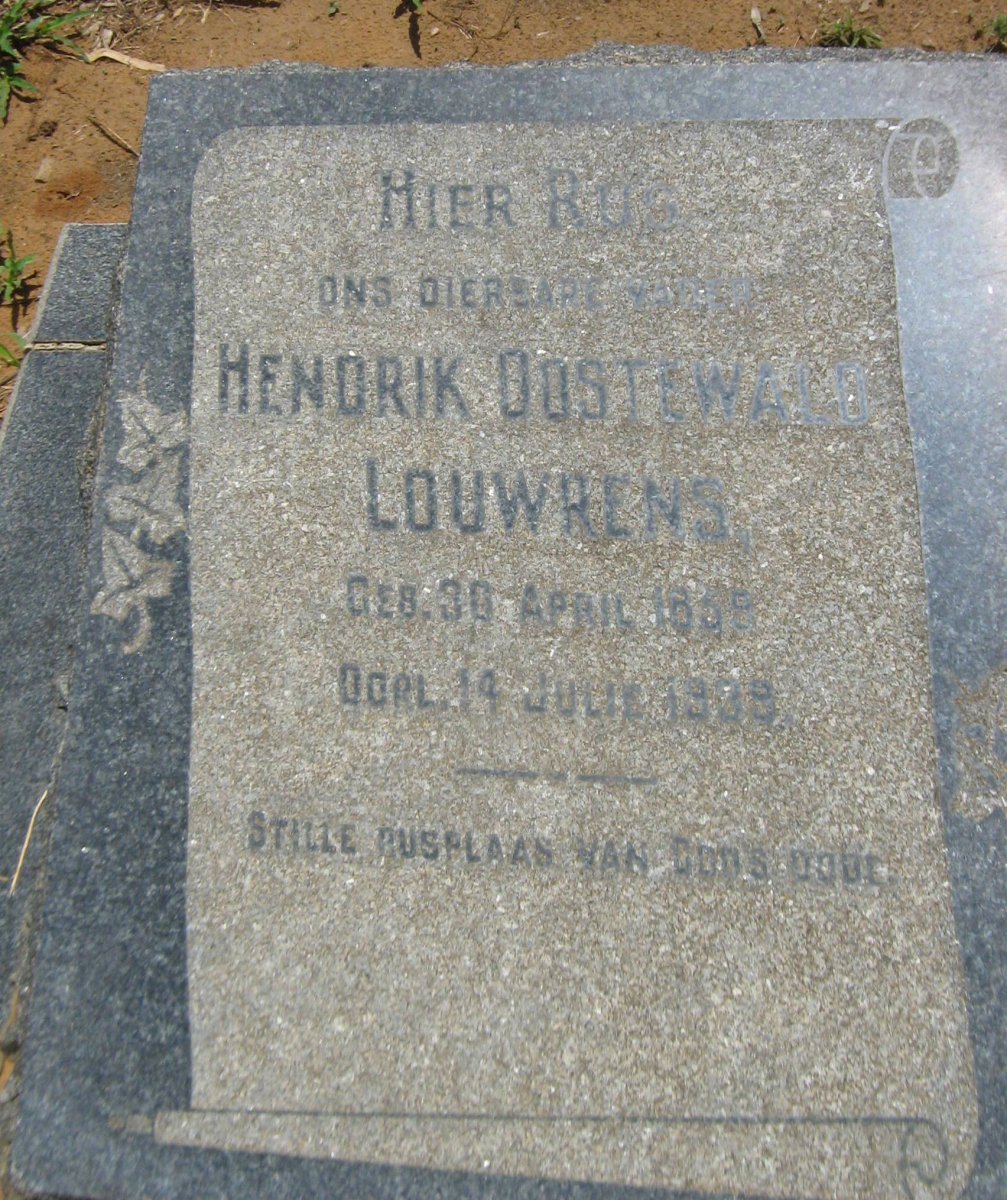 HIER RUS
ONS DIERBARE VADER
HENDRIK OOSTEWALD
LOUWRENS,
GEB. 30 APRIL 1859
OORL. 14 JULIE 1939.
STILLE RUSPLAAS VAN GODS DODE.